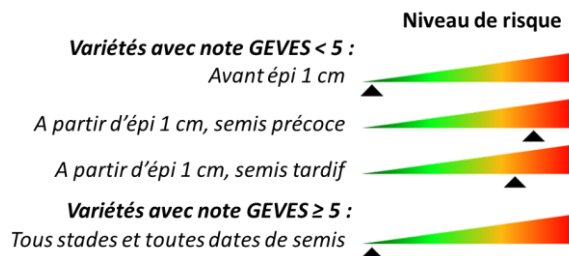 Niveau de risque
Variétés avec note GEVES < 5 :
Avant épi 1 cm
A partir d'épi 1 cm, semis précoce
A partir d'épi 1 cm, semis tardif
Variétés avec note GEVES ≥ 5 :
Tous stades et toutes dates de semis